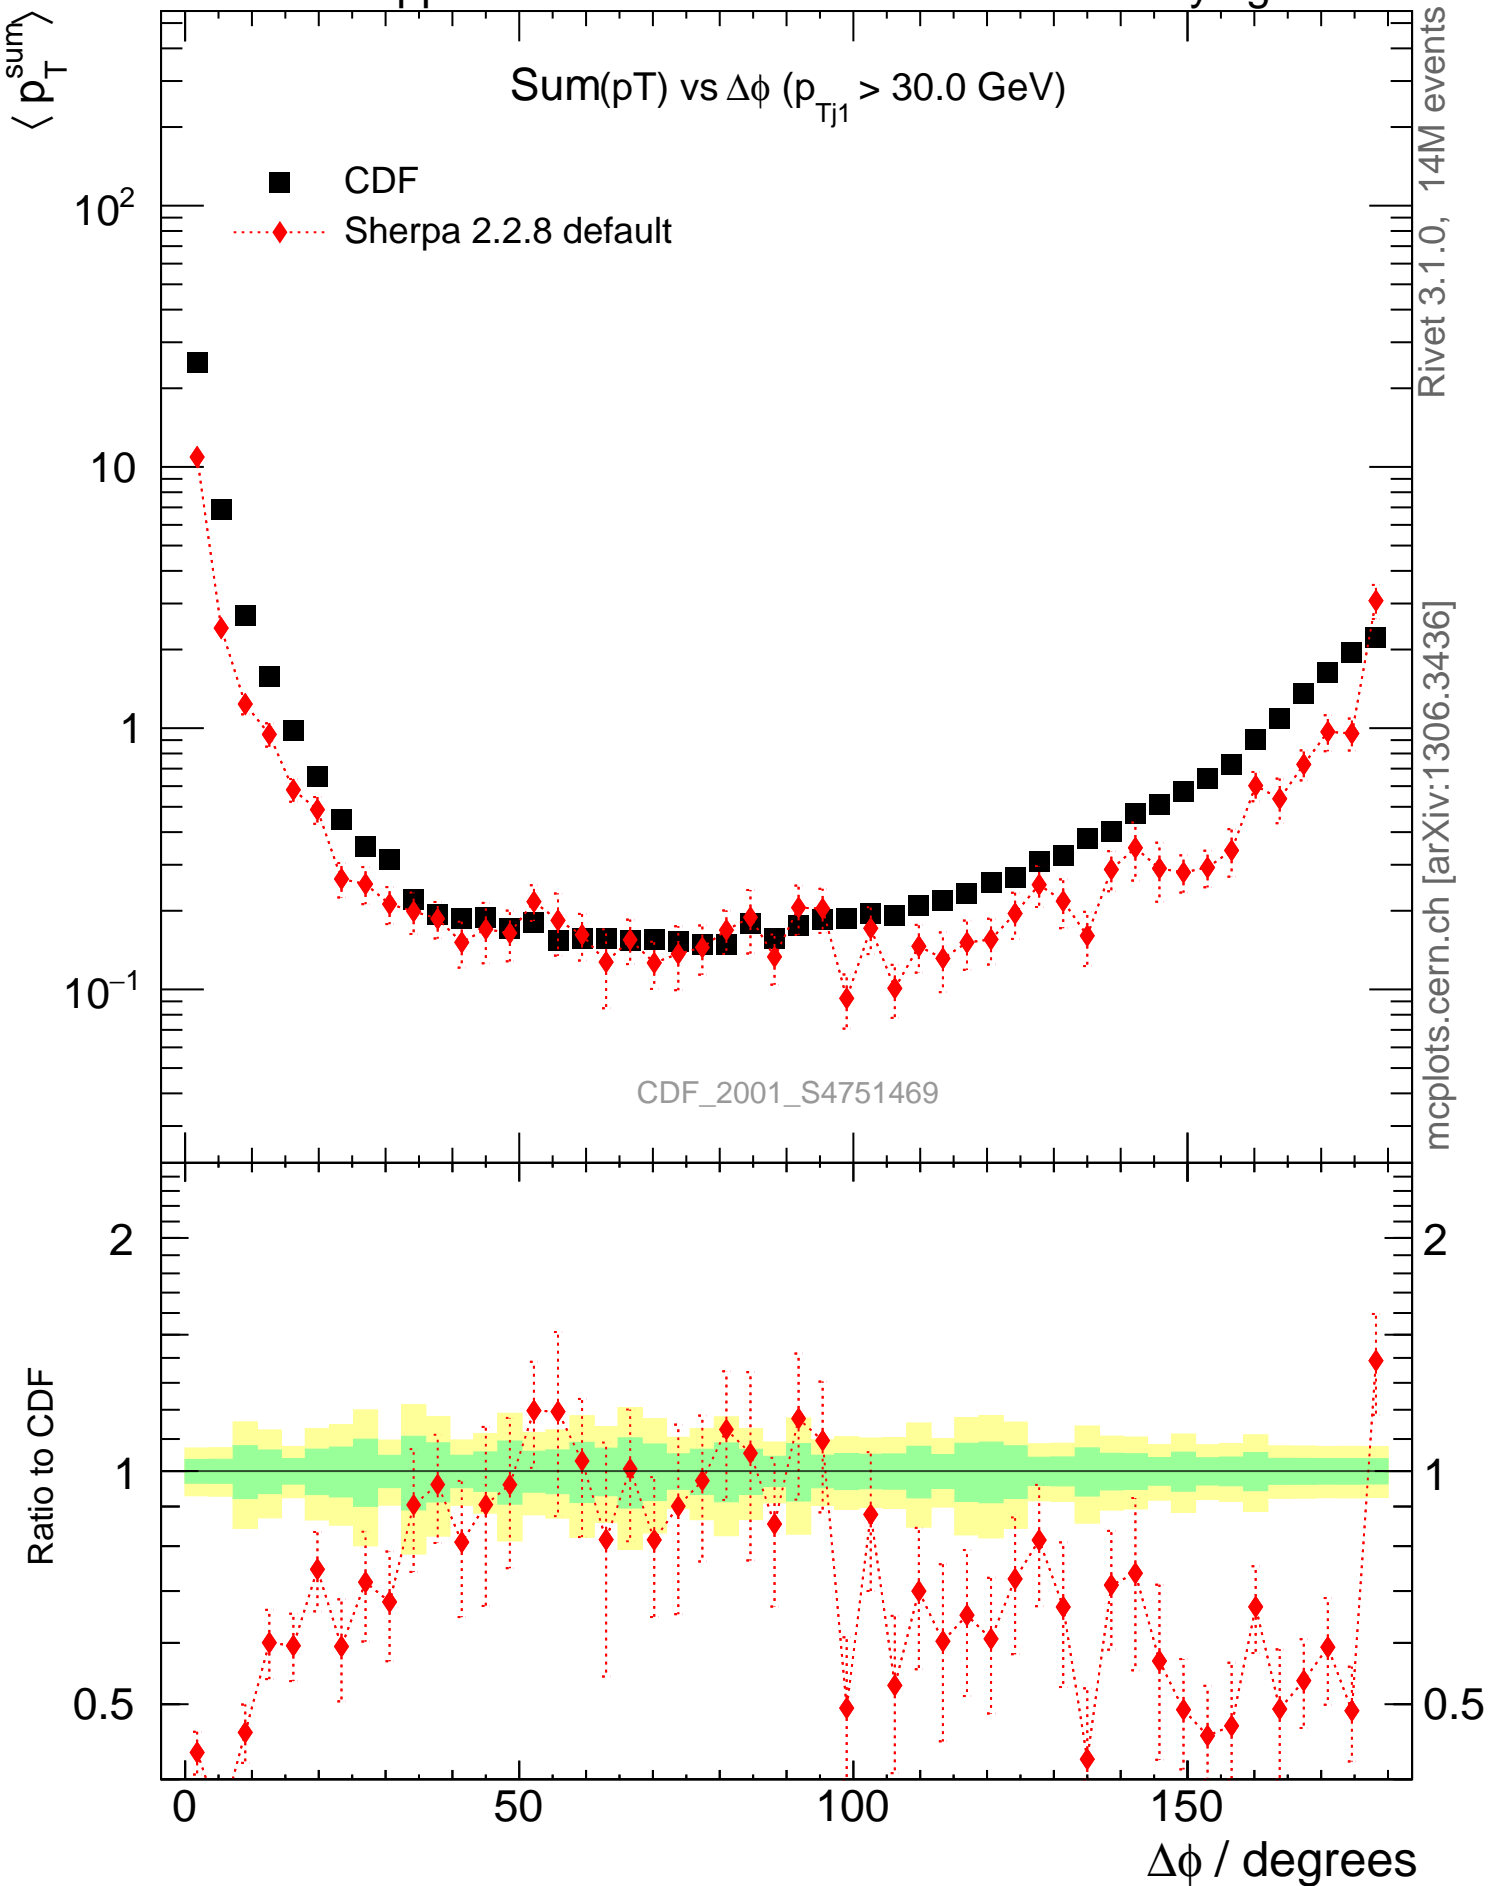 ⟨ p_T^sum ⟩
Sum(pT) vs Δϕ (p_Tj1 > 30.0 GeV)
CDF
Sherpa 2.2.8 default
10²
10
1
10⁻¹
CDF_2001_S4751469
Rivet 3.1.0, 14M events
mcplots.cern.ch [arXiv:1306.3436]
Ratio to CDF
2
1
0.5
2
1
0.5
0 50 100 150
Δϕ / degrees